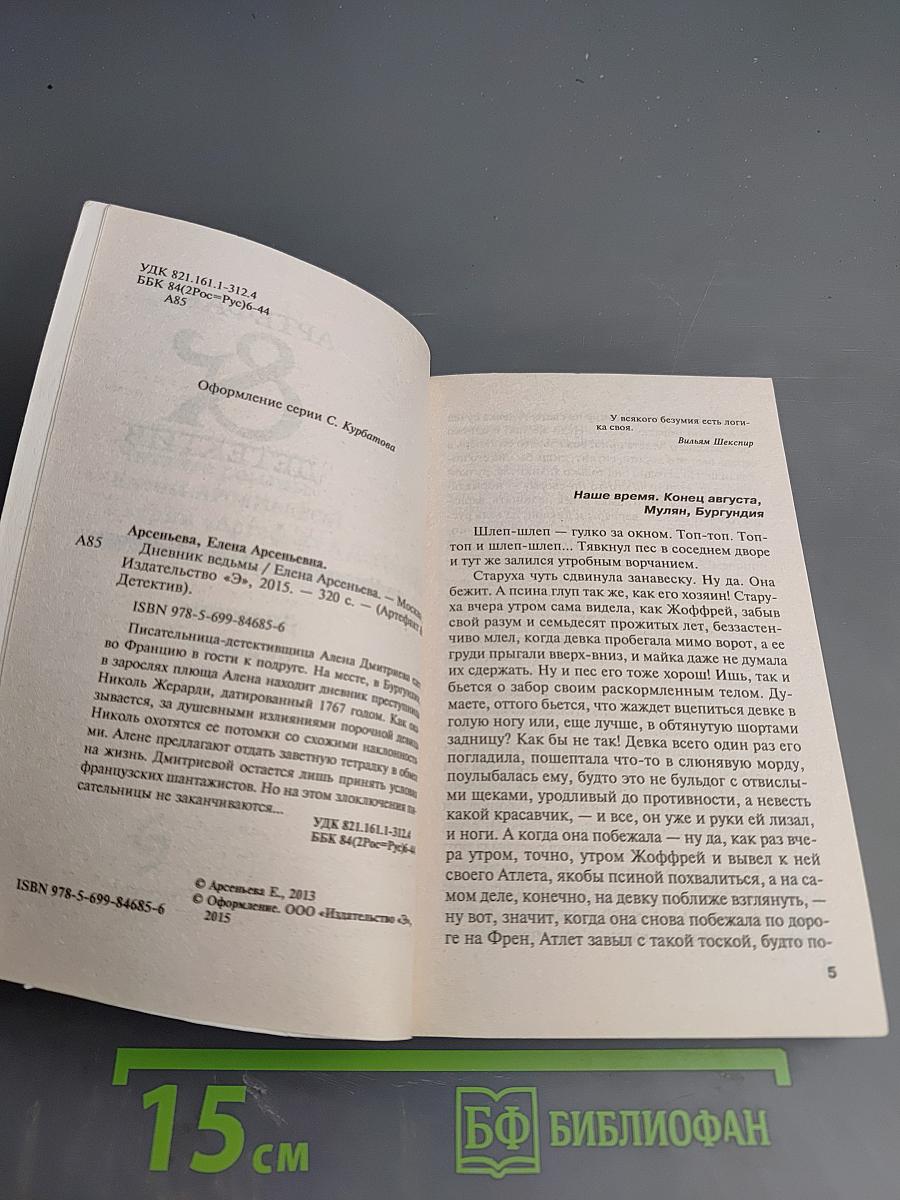 УДК 821.161.1-312.4
ББК 84(2Рос=Рус)6-44
А85
Оформление серии С. Курбатова
Арсеньева, Елена Арсеньевна.
А85 Дневник ведьмы / Елена Арсеньева. — Москва
Издательство «Э», 2015. — 320 с. — (Артефакт
Детектив).
ISBN 978-5-699-84685-6
Писательница-детективщица Алена Дмитриева
во Францию в гости к подруге. На месте, в Бургундии
в зарослях плюща Алена находит дневник преступницы
Николь Жерарди, датированный 1767 годом. Как
зывается, за душевными излияниями порочной девицы
Николь охотятся ее потомки со схожими
ми. Алене предлагают отдать заветную тетрадку в обмен
на жизнь. Дмитриевой остается лишь принять условия
французских шантажистов. Но на этом злоключения
сательницы не заканчиваются...
УДК 821.161.1-312.4
ББК 84(2Рос=Рус)6-44
ISBN 978-5-699-84685-6
© Арсеньева Е., 2013
© Оформление. ООО «Издательство «Э»,
2015
У всякого безумия есть логи-
ка своя.
Вильям Шекспир
Наше время. Конец августа,
Мулян, Бургундия
Шлеп-шлеп — гулко за окном. Топ-топ. Топ-
топ и шлеп-шлеп... Тявкнул пес в соседнем дворе
и тут же залился утробным ворчанием.
Старуха чуть сдвинула занавеску. Ну да. Она
бежит. А псина глуп так же, как его хозяин! Стару-
ха вчера утром сама видела, как Жоффрей, забыв
свой разум и семьдесят прожитых лет, беззастен-
чиво млел, когда девка пробегала мимо ворот, а ее
груди прыгали вверх-вниз, и майка даже не думала
их сдержать. Ну и пес его тоже хорош! Ишь, так и
бьется о забор своим раскормленным телом. Ду-
маете, оттого бьется, что жаждет вцепиться девке в
голую ногу или, еще лучше, в обтянутую шортами
задницу? Как бы не так! Девка всего один раз его
погладила, пошептала что-то в слюнявую морду,
поулыбалась ему, будто это не бульдог с отвислы-
ми щеками, уродливый до противности, а невесть
какой красавчик, — и все, он уже и руки ей лизал,
и ноги. А когда она побежала — ну да, как раз вче-
ра утром, точно, утром Жоффрей и вывел к ней
своего Атлета, якобы псиной похвалиться, а на са-
мом деле, конечно, на девку поближе взглянуть, —
ну вот, значит, когда она снова побежала по доро-
ге на Френ, Атлет завыл с такой тоской, будто по-
5
15 см
БФ БИБЛИОФАН